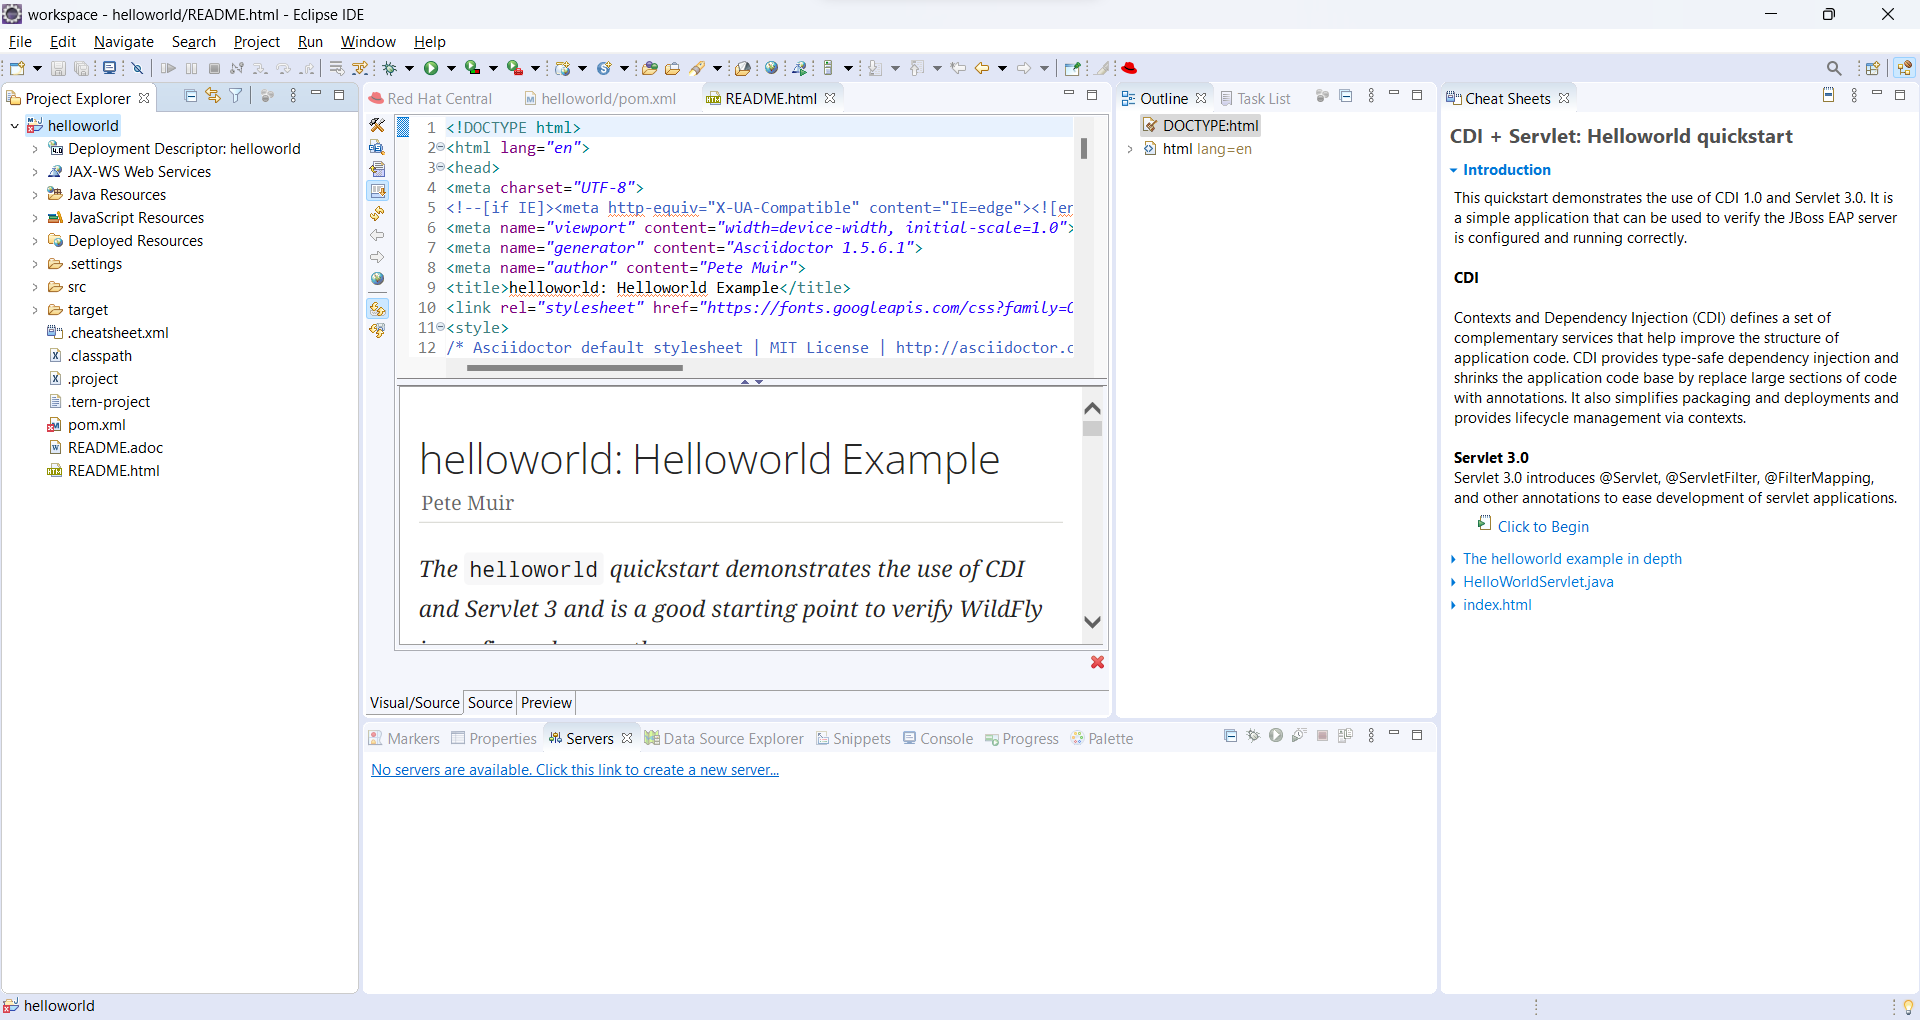 workspace - helloworld/README.html - Eclipse IDE
File Edit Navigate Search Project Run Window Help
Project Explorer
helloworld
Deployment Descriptor: helloworld
JAX-WS Web Services
Java Resources
JavaScript Resources
Deployed Resources
.settings
src
target
.cheatsheet.xml
.classpath
.project
.tern-project
pom.xml
README.adoc
README.html
Red Hat Central helloworld/pom.xml README.html
1 <!DOCTYPE html>
2 <html lang="en">
3 <head>
4 <meta charset="UTF-8">
5 <!--[if IE]><meta http-equiv="X-UA-Compatible" content="IE=edge"><![en
6 <meta name="viewport" content="width=device-width, initial-scale=1.0">
7 <meta name="generator" content="Asciidoctor 1.5.6.1">
8 <meta name="author" content="Pete Muir">
9 <title>helloworld: Helloworld Example</title>
10 <link rel="stylesheet" href="https://fonts.googleapis.com/css?family=O
11 <style>
12 /* Asciidoctor default stylesheet | MIT License | http://asciidoctor.o
helloworld: Helloworld Example
Pete Muir
The helloworld quickstart demonstrates the use of CDI
and Servlet 3 and is a good starting point to verify WildFly
Visual/Source Source Preview
Outline Task List
DOCTYPE:html
html lang=en
Cheat Sheets
CDI + Servlet: Helloworld quickstart
Introduction
This quickstart demonstrates the use of CDI 1.0 and Servlet 3.0. It is
a simple application that can be used to verify the JBoss EAP server
is configured and running correctly.
CDI
Contexts and Dependency Injection (CDI) defines a set of
complementary services that help improve the structure of
application code. CDI provides type-safe dependency injection and
shrinks the application code base by replace large sections of code
with annotations. It also simplifies packaging and deployments and
provides lifecycle management via contexts.
Servlet 3.0
Servlet 3.0 introduces @Servlet, @ServletFilter, @FilterMapping,
and other annotations to ease development of servlet applications.
Click to Begin
The helloworld example in depth
HelloWorldServlet.java
index.html
Markers Properties Servers Data Source Explorer Snippets Console Progress Palette
No servers are available. Click this link to create a new server...
helloworld